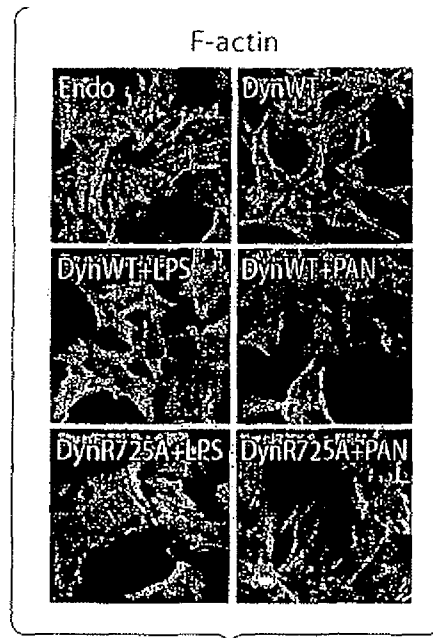 F-actin
Endo
DynWT
DynWT+LPS
DynWT+PAN
DynR725A+LPS
DynR725A+PAN